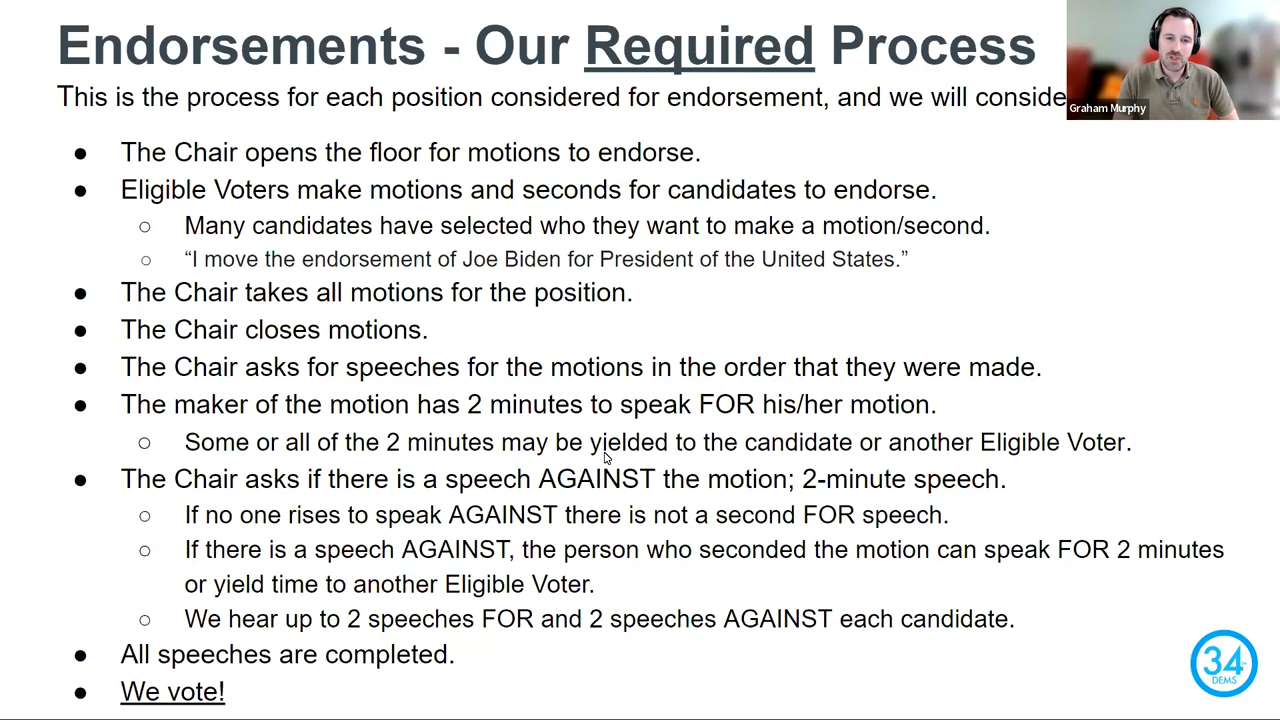 Endorsements - Our Required Process
This is the process for each position considered for endorsement, and we will conside
Graham Murphy
● The Chair opens the floor for motions to endorse.
● Eligible Voters make motions and seconds for candidates to endorse.
○ Many candidates have selected who they want to make a motion/second.
○ “I move the endorsement of Joe Biden for President of the United States.”
● The Chair takes all motions for the position.
● The Chair closes motions.
● The Chair asks for speeches for the motions in the order that they were made.
● The maker of the motion has 2 minutes to speak FOR his/her motion.
○ Some or all of the 2 minutes may be yielded to the candidate or another Eligible Voter.
● The Chair asks if there is a speech AGAINST the motion; 2-minute speech.
○ If no one rises to speak AGAINST there is not a second FOR speech.
○ If there is a speech AGAINST, the person who seconded the motion can speak FOR 2 minutes
or yield time to another Eligible Voter.
○ We hear up to 2 speeches FOR and 2 speeches AGAINST each candidate.
● All speeches are completed.
● We vote!
34TH
DEMS